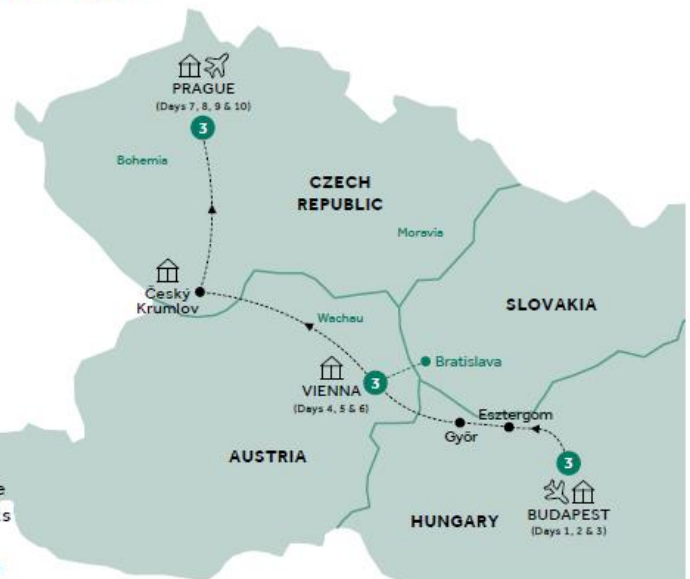 PRAGUE
(Days 7, 8, 9 & 10)
3
Bohemia
CZECH
REPUBLIC
Moravia
Český
Krumlov
SLOVAKIA
Wachau
Bratislava
VIENNA
3
(Days 4, 5 & 6)
Esztergom
Győr
AUSTRIA
3
HUNGARY
BUDAPEST
(Days 1, 2 & 3)